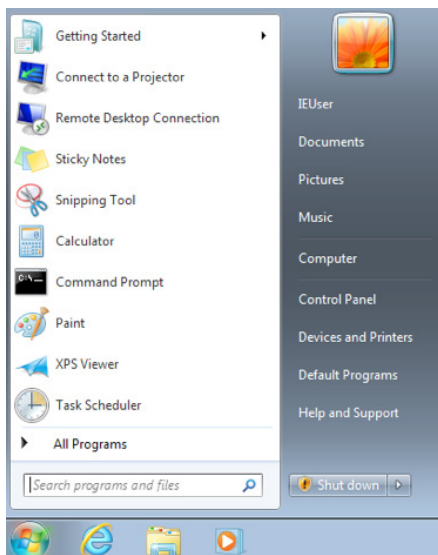 Getting Started
Connect to a Projector
Remote Desktop Connection
Sticky Notes
Snipping Tool
Calculator
Command Prompt
Paint
XPS Viewer
Task Scheduler
All Programs
Search programs and files
IEUser
Documents
Pictures
Music
Computer
Control Panel
Devices and Printers
Default Programs
Help and Support
Shut down